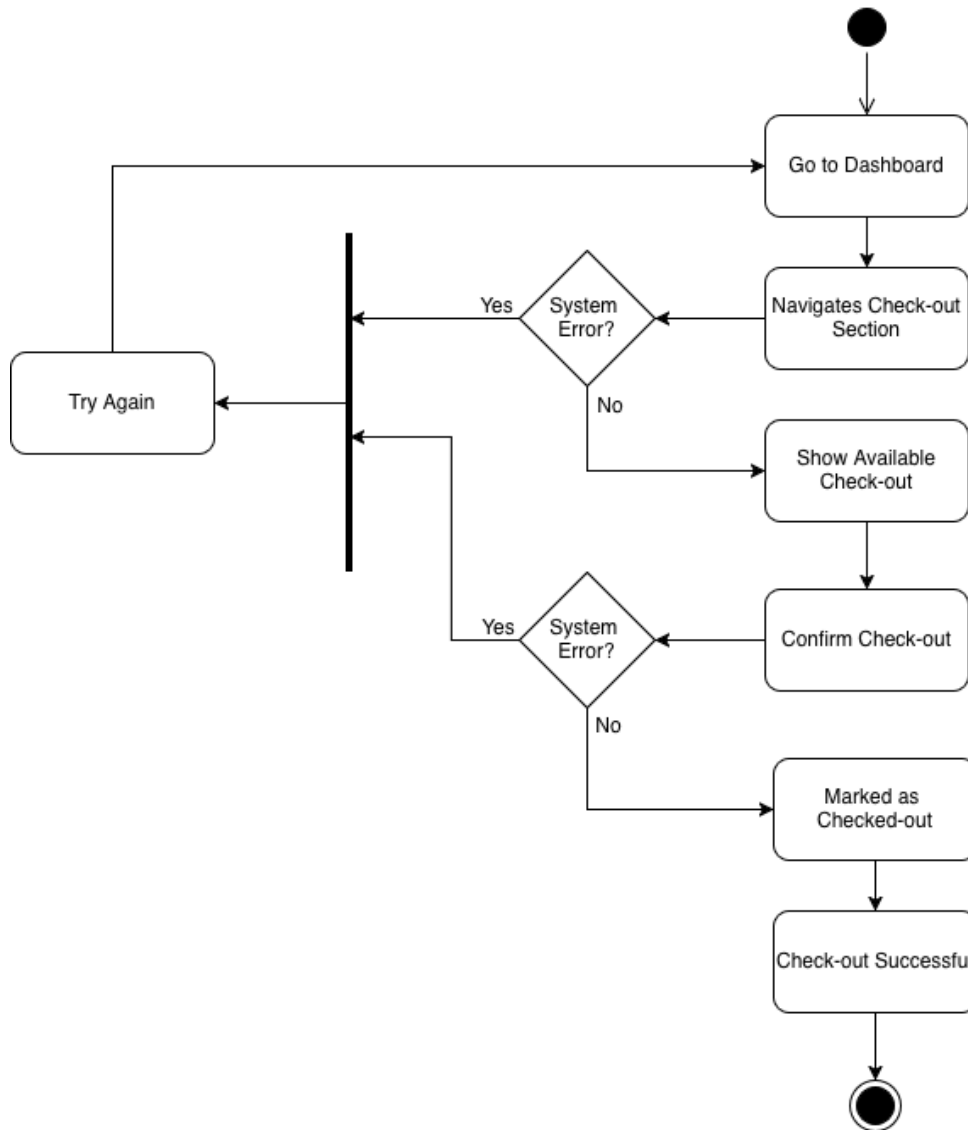 Go to Dashboard
Navigates Check-out
Section
System
Error?
Yes
No
Try Again
Show Available
Check-out
Confirm Check-out
System
Error?
Yes
No
Marked as
Checked-out
Check-out Successfu